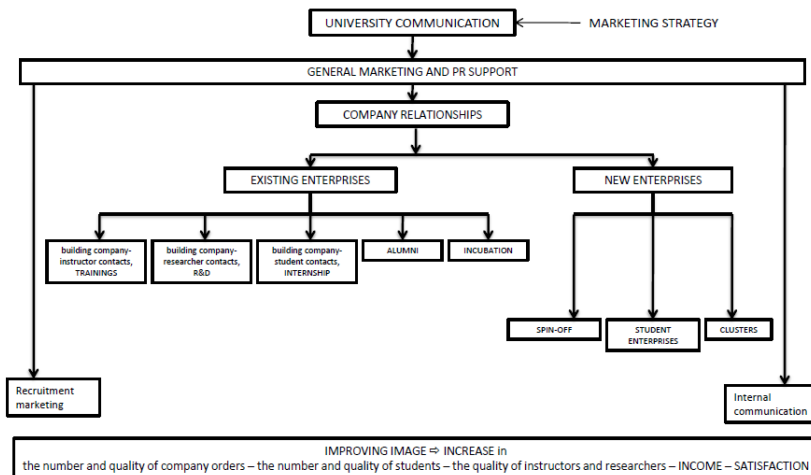 UNIVERSITY COMMUNICATION
MARKETING STRATEGY
GENERAL MARKETING AND PR SUPPORT
COMPANY RELATIONSHIPS
EXISTING ENTERPRISES
NEW ENTERPRISES
building company-
instructor contacts,
TRAININGS
building company-
researcher contacts,
R&D
building company-
student contacts,
INTERNSHIP
ALUMNI
INCUBATION
SPIN-OFF
STUDENT
ENTERPRISES
CLUSTERS
Recruitment
marketing
Internal
communication
IMPROVING IMAGE ⇨ INCREASE in
the number and quality of company orders – the number and quality of students – the quality of instructors and researchers – INCOME – SATISFACTION